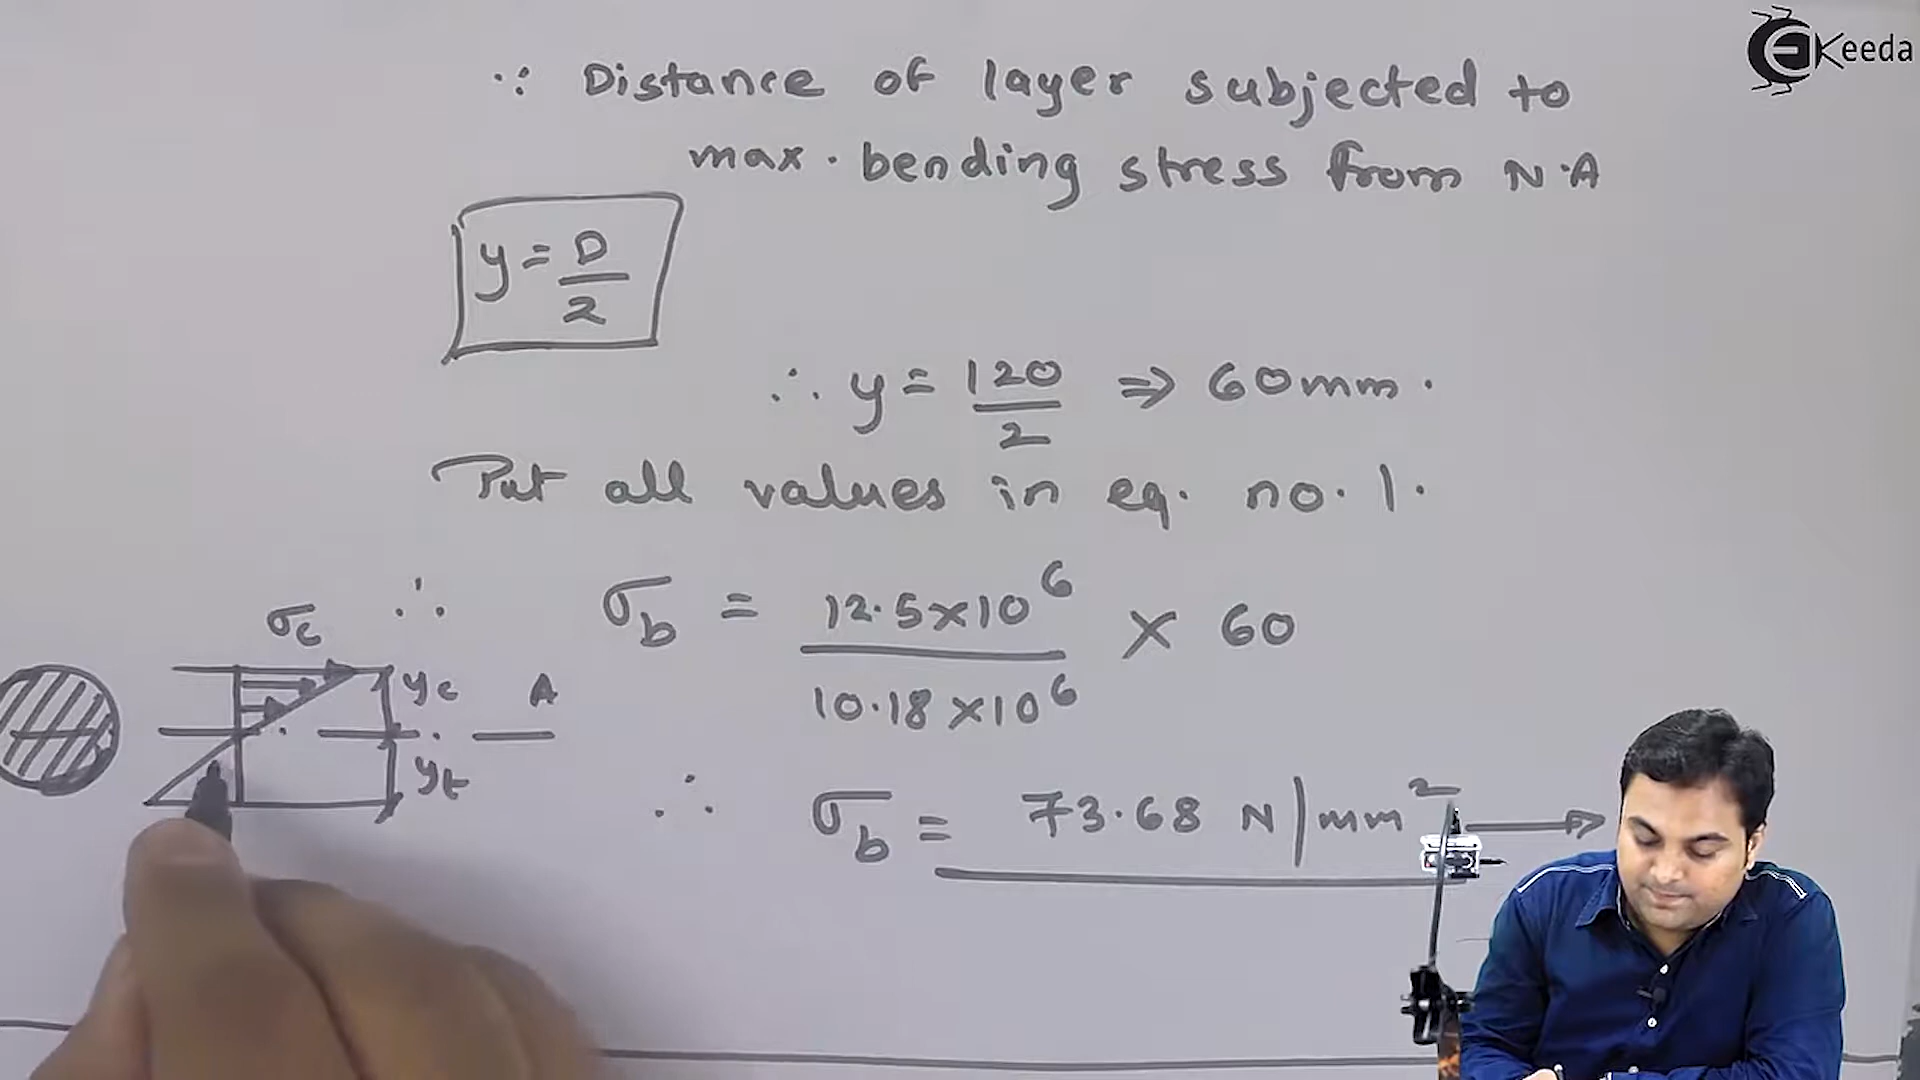 Keeda
∵ Distance of layer subjected to
max. bending stress from N.A
y = D/2
∴ y = 120/2 ⇒ 60mm.
Put all values in eq. no. 1.
∴ σb = 12.5×10^6 / 10.18×10^6 × 60
σc
yc
A
yt
∴ σb = 73.68 N/mm² →